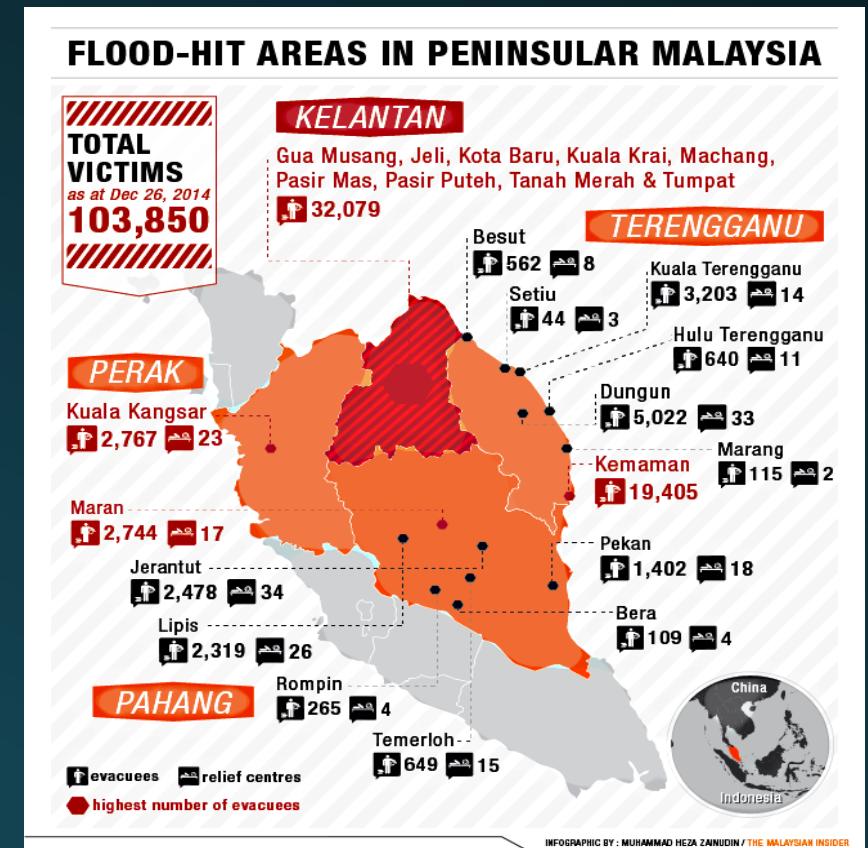 FLOOD-HIT AREAS IN PENINSULAR MALAYSIA
TOTAL
VICTIMS
as at Dec 26, 2014
103,850
KELANTAN
Gua Musang, Jeli, Kota Baru, Kuala Krai, Machang,
Pasir Mas, Pasir Puteh, Tanah Merah & Tumpat
32,079
TERENGGANU
Besut
562 8
Setiu
44 3
Kuala Terengganu
3,203 14
Hulu Terengganu
640 11
Dungun
5,022 33
Marang
115 2
Kemaman
19,405
PERAK
Kuala Kangsar
2,767 23
Maran
2,744 17
Jerantut
2,478 34
Lipis
2,319 26
Pekan
1,402 18
Bera
109 4
PAHANG
Rompin
265 4
Temerloh
649 15
evacuees relief centres
highest number of evacuees
China
Indonesia
INFOGRAPHIC BY : MUHAMMAD HEZA ZAINUDIN / THE MALAYSIAN INSIDER